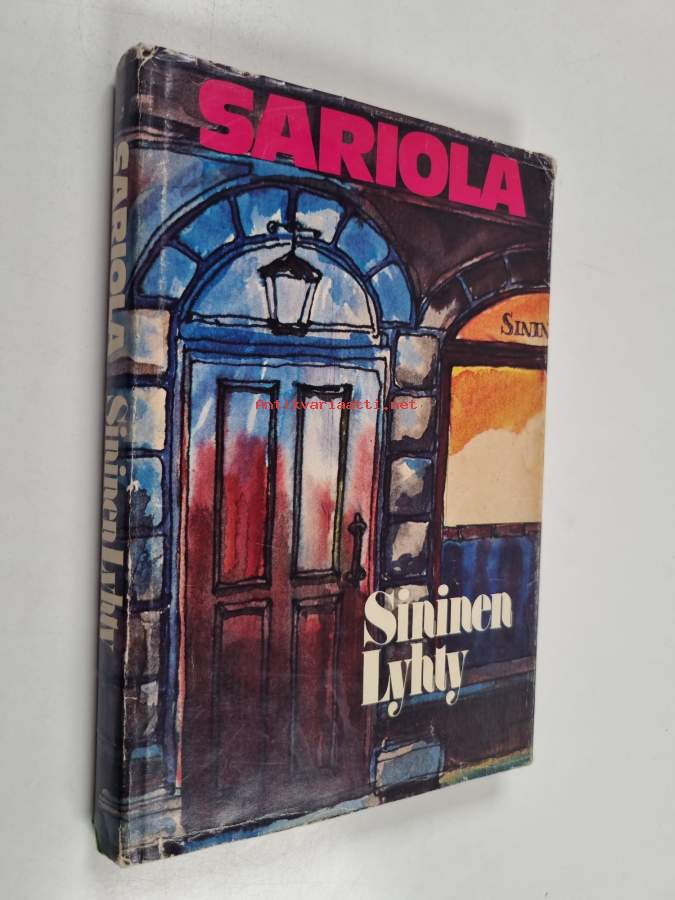 SARIOLA
SININ
Sininen
Lyhty
SARIOLA Sininen Lyhty
Antikvariaatti.net